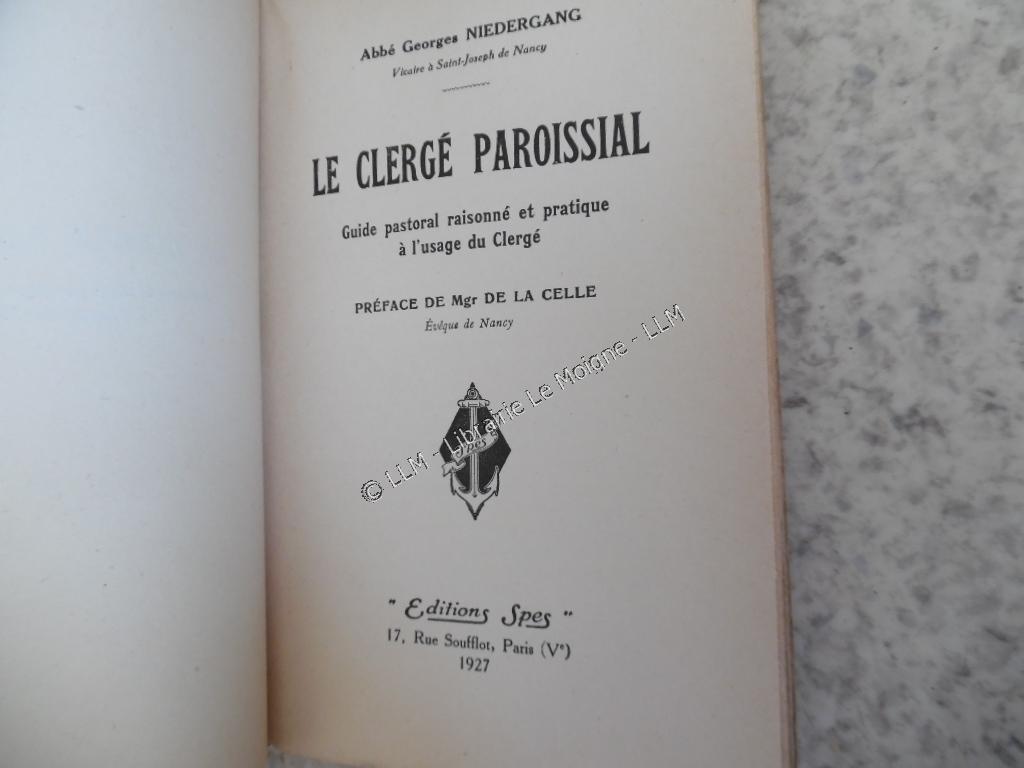 Abbé Georges NIEDERGANG
Vicaire à Saint-Joseph de Nancy
LE CLERGÉ PAROISSIAL
Guide pastoral raisonné et pratique
à l'usage du Clergé
PRÉFACE DE Mgr DE LA CELLE
Évêque de Nancy
Spes
© LLM - Librairie Le Moigne - LLM
" Editions Spes "
17, Rue Soufflot, Paris (Vᵉ)
1927